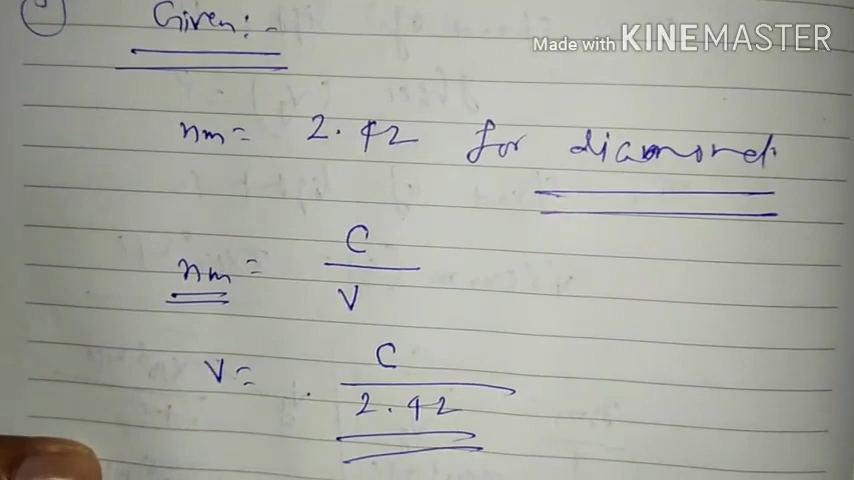 Given:-
Made with KINEMASTER
nm = 2.42 for diamond.
nm = C
V
V = C
2.42